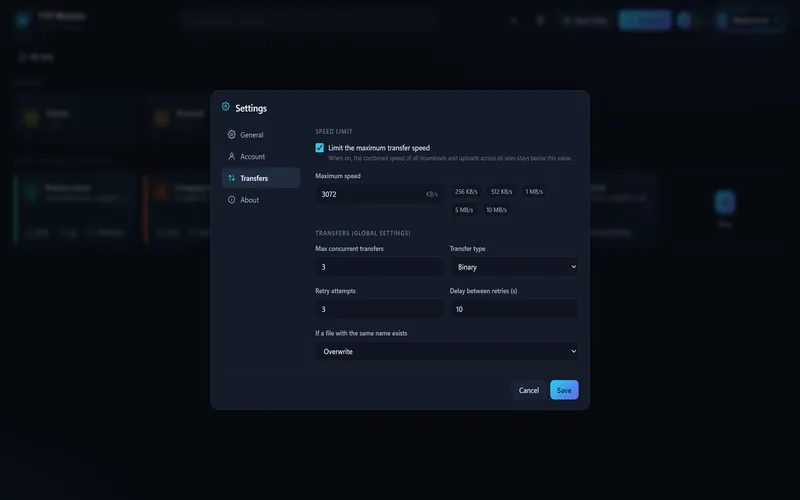 Settings
General
Account
Transfers
About
SPEED LIMIT
Limit the maximum transfer speed
When on, the combined speed of all downloads and uploads across all sites stays below this value.
Maximum speed
3072 KB/s
256 KB/s 512 KB/s 1 MB/s
5 MB/s 10 MB/s
TRANSFERS (GLOBAL SETTINGS)
Max concurrent transfers Transfer type
3 Binary
Retry attempts Delay between retries (s)
3 10
If a file with the same name exists
Overwrite
Cancel Save